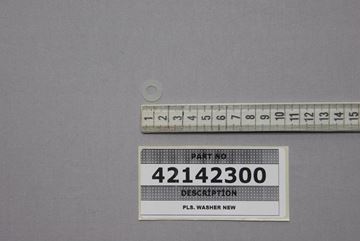 1 2 3 4 5 6 7 8 9 10 11 12 13 14 15
PART NO
42142300
DESCRIPTION
PLS. WASHER NEW